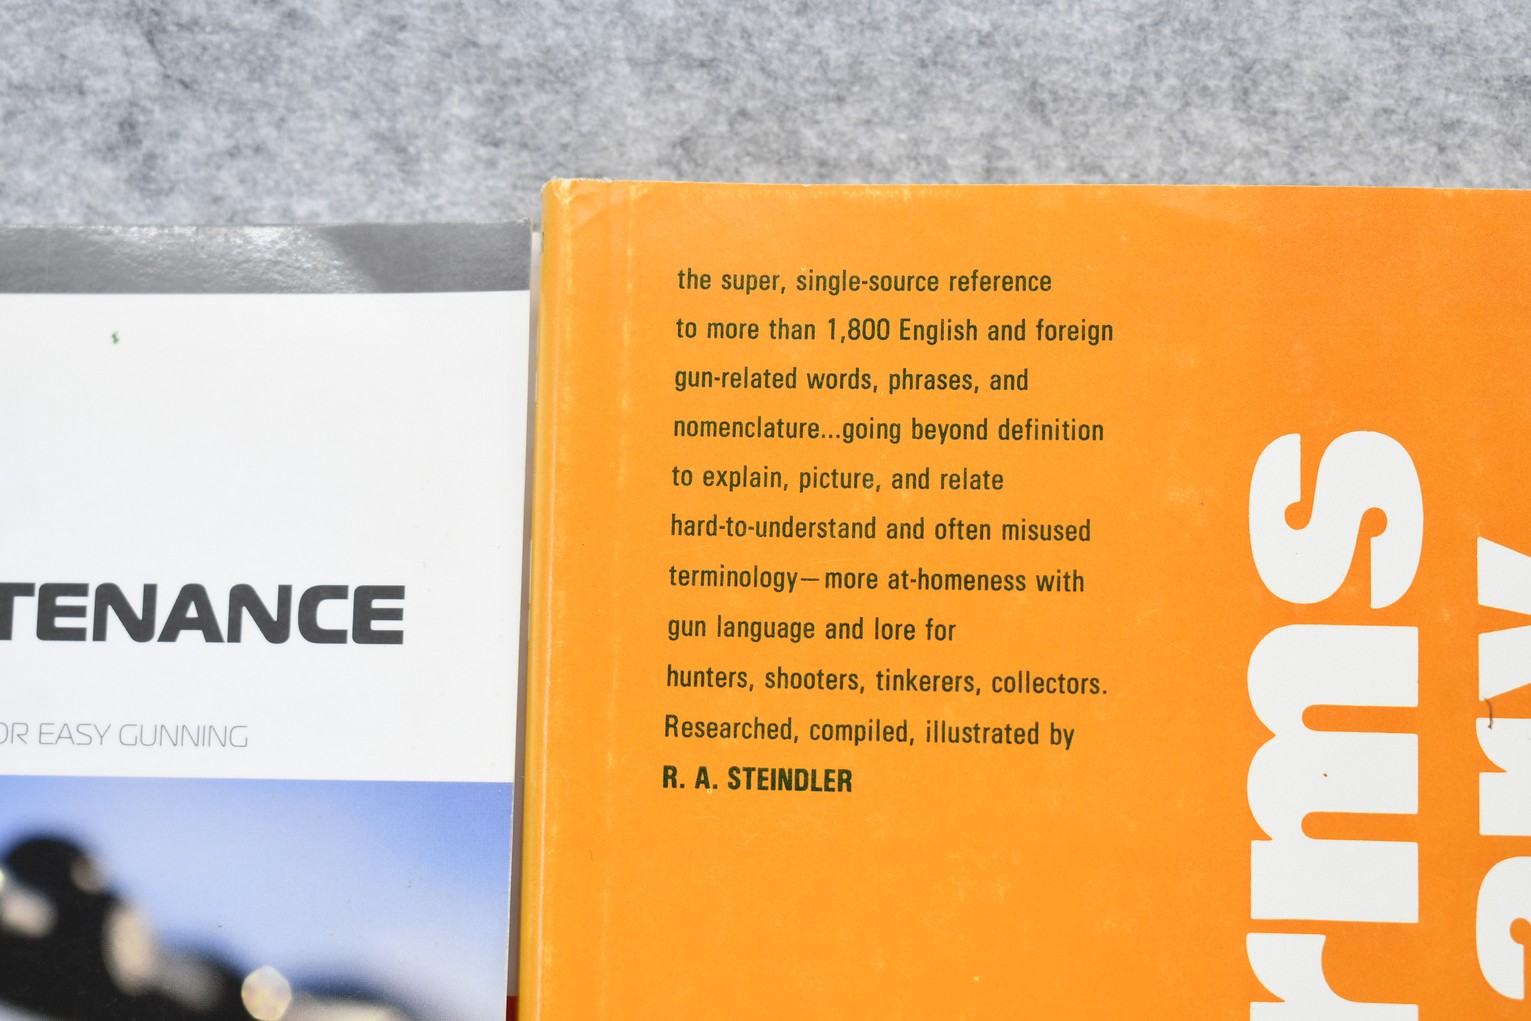 TENANCE
OR EASY GUNNING
the super, single-source reference
to more than 1,800 English and foreign
gun-related words, phrases, and
nomenclature...going beyond definition
to explain, picture, and relate
hard-to-understand and often misused
terminology—more at-homeness with
gun language and lore for
hunters, shooters, tinkerers, collectors.
Researched, compiled, illustrated by
R. A. STEINDLER
rms
ary